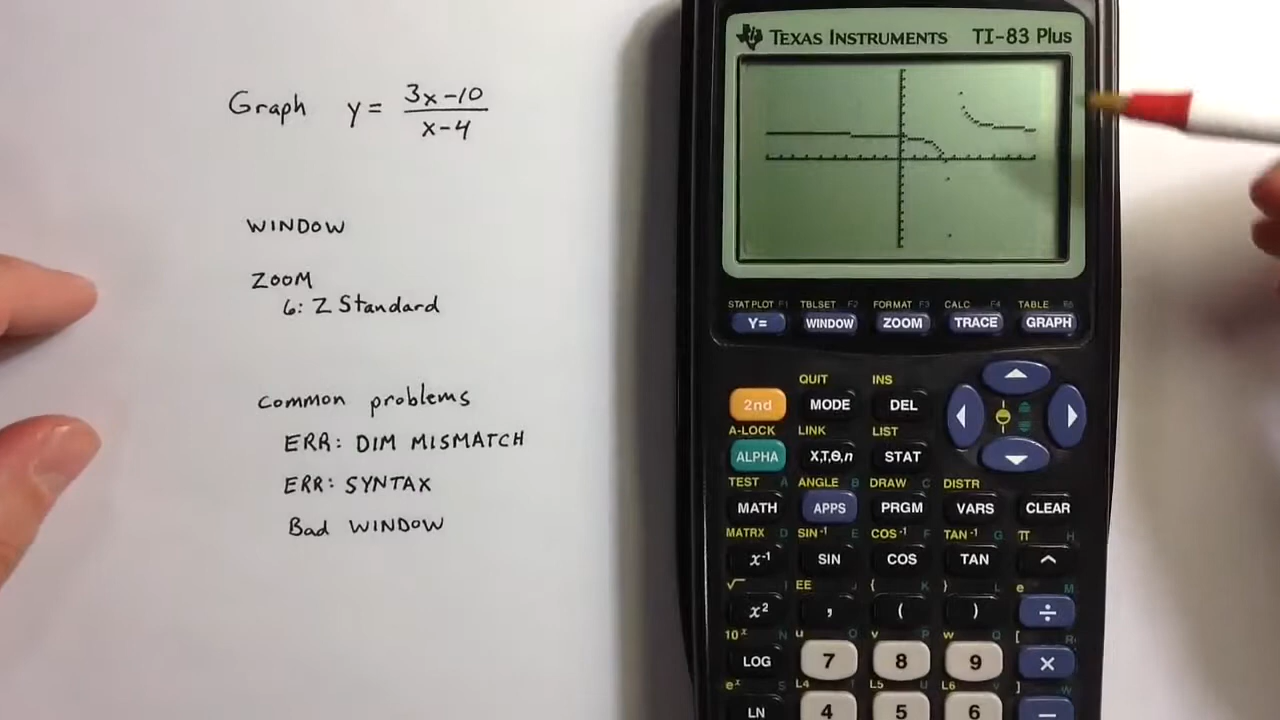 Graph y = 3x-10
x-4
WINDOW
ZOOM
6: Z Standard
Common problems
ERR: DIM MISMATCH
ERR: SYNTAX
Bad WINDOW
TEXAS INSTRUMENTS TI-83 Plus
STAT PLOT F1 TBLSET F2 FORMAT F3 CALC F4 TABLE F5
Y= WINDOW ZOOM TRACE GRAPH
QUIT INS
2nd MODE DEL
A-LOCK LINK LIST
ALPHA X,T,Θ,n STAT
TEST A ANGLE B DRAW C DISTR
MATH APPS PRGM VARS CLEAR
MATRX D SIN⁻¹ E COS⁻¹ F TAN⁻¹ G π H
x⁻¹ SIN COS TAN ^
√ I EE J { K } L e M
x² , ( ) ÷
10ˣ N u O v P w Q [ R
LOG 7 8 9 ×
eˣ S L4 T L5 U L6 V ] W
LN 4 5 6 −